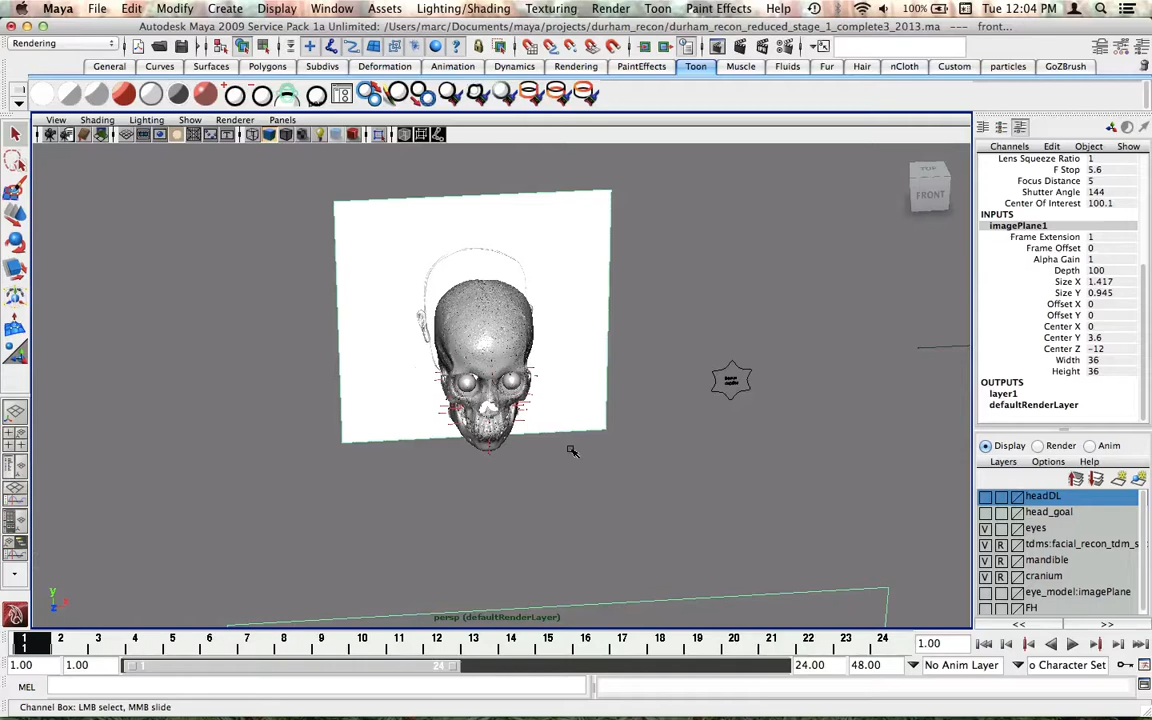 Maya File Edit Modify Create Display Window Assets Lighting/Shading Texturing Render Toon Paint Effects 100% Tue 12:04 PM
Autodesk Maya 2009 Service Pack 1a Unlimited: /Users/marc/Documents/maya/projects/durham_recon/durham_recon_reduced_stage_1_complete3_2013.ma --- front...
Rendering
General Curves Surfaces Polygons Subdivs Deformation Animation Dynamics Rendering PaintEffects Toon Muscle Fluids Fur Hair nCloth Custom particles GoZBrush
View Shading Lighting Show Renderer Panels
Channels Edit Object Show
Lens Squeeze Ratio 1
F Stop 5.6
Focus Distance 5
Shutter Angle 144
Center Of Interest 100.1
INPUTS
imagePlane1
Frame Extension 1
Frame Offset 0
Alpha Gain 1
Depth 100
Size X 1.417
Size Y 0.945
Offset X 0
Offset Y 0
Center X 0
Center Y 3.6
Center Z -12
Width 36
Height 36
OUTPUTS
layer1
defaultRenderLayer
TOP
FRONT
Display Render Anim
Layers Options Help
headDL
head_goal
V eyes
V R tdms:facial_recon_tdm_s
V R mandible
V R cranium
eye_model:imagePlane
FH
<< >>
y
z
persp (defaultRenderLayer)
1 2 3 4 5 6 7 8 9 10 11 12 13 14 15 16 17 18 19 20 21 22 23 24
1
1.00
1.00 1.00 1 24 24.00 48.00 No Anim Layer o Character Set
MEL
Channel Box: LMB select, MMB slide